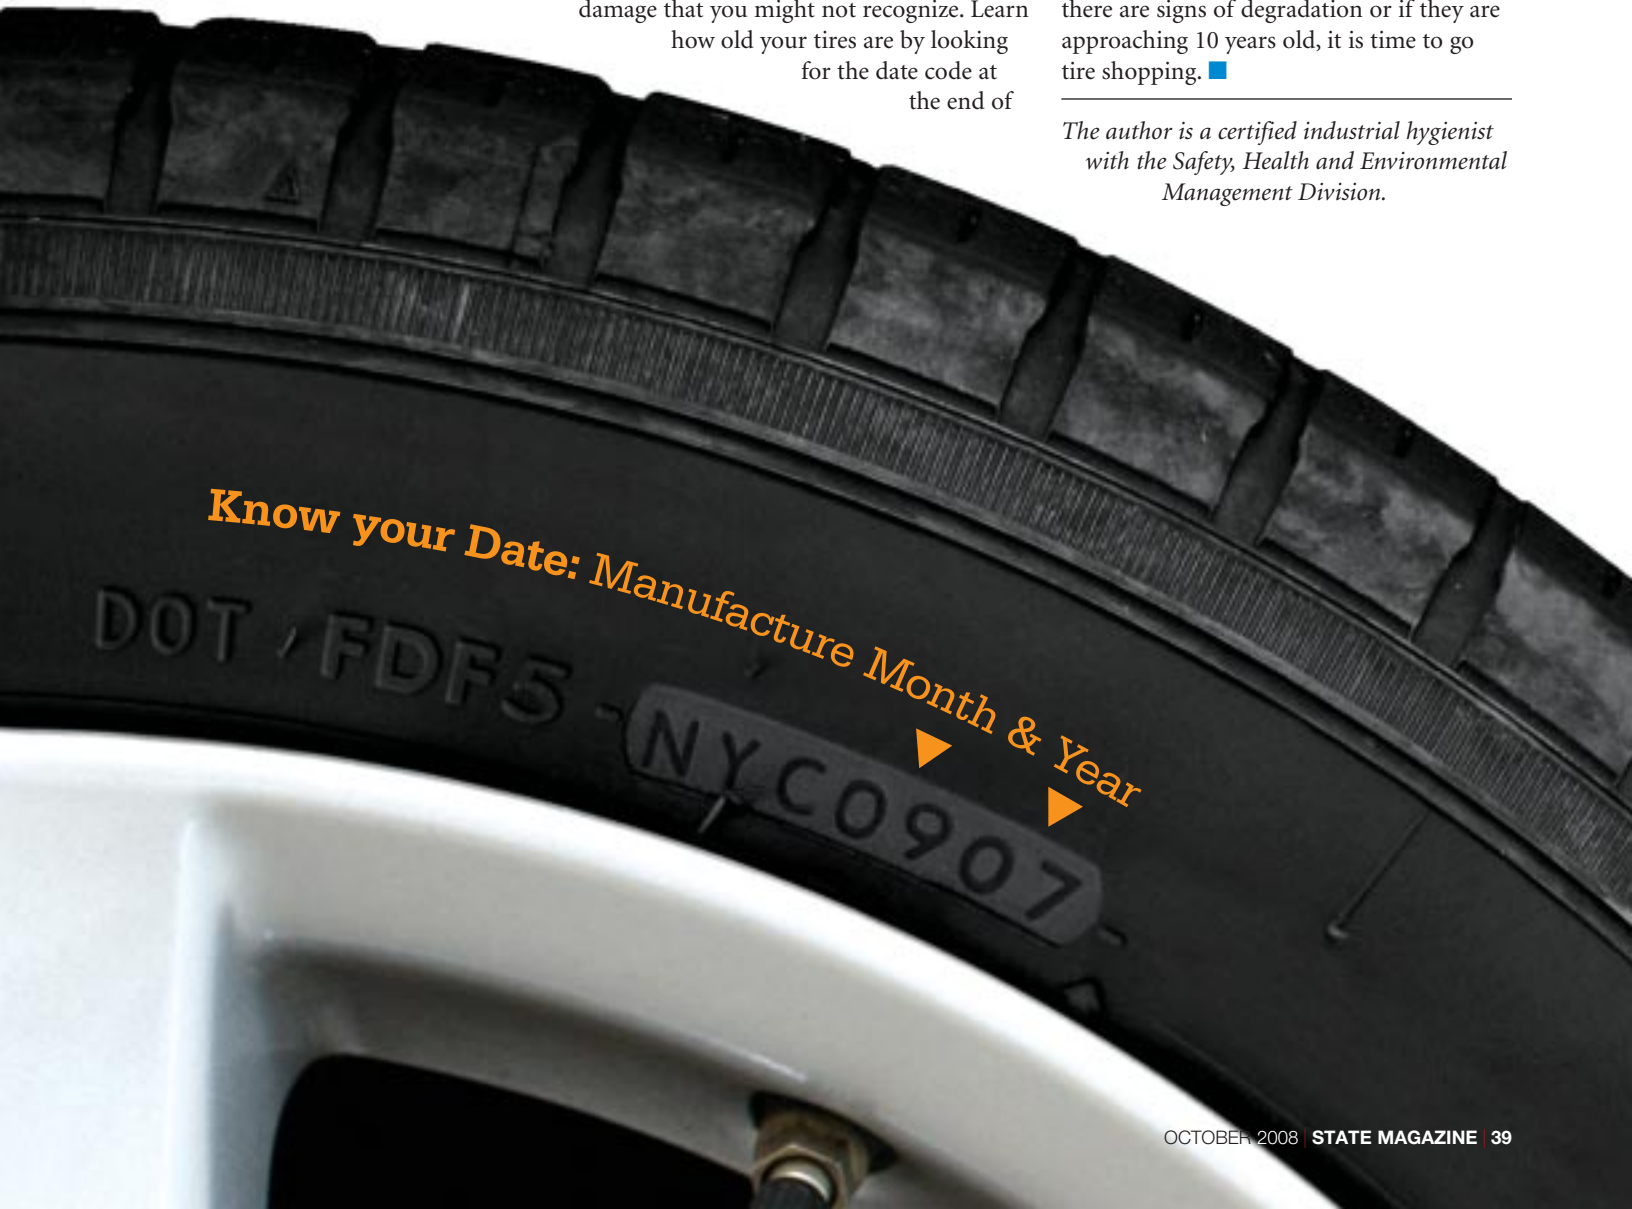 damage that you might not recognize. Learn
how old your tires are by looking
for the date code at
the end of
there are signs of degradation or if they are
approaching 10 years old, it is time to go
tire shopping. ■
The author is a certified industrial hygienist
with the Safety, Health and Environmental
Management Division.
Know your Date: Manufacture Month & Year
DOT FDF5 - NYC0907 -
OCTOBER 2008 | STATE MAGAZINE | 39